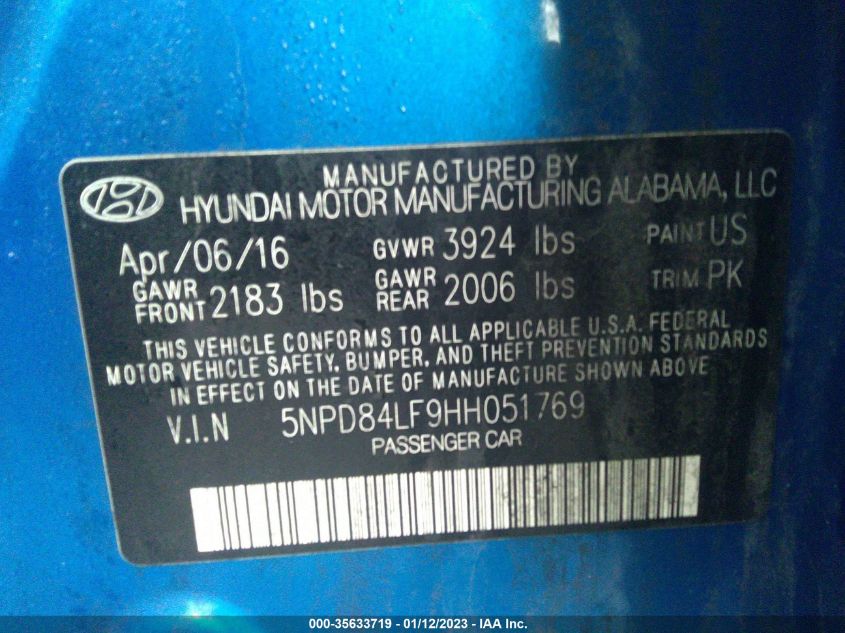 MANUFACTURED BY
HYUNDAI MOTOR MANUFACTURING ALABAMA, LLC
Apr/06/16 GVWR 3924 lbs PAINT US
GAWR FRONT 2183 lbs GAWR REAR 2006 lbs TRIM PK
THIS VEHICLE CONFORMS TO ALL APPLICABLE U.S.A. FEDERAL
MOTOR VEHICLE SAFETY, BUMPER, AND THEFT PREVENTION STANDARDS
IN EFFECT ON THE DATE OF MANUFACTURE SHOWN ABOVE
V.I.N 5NPD84LF9HH051769
PASSENGER CAR
000-35633719 - 01/12/2023 - IAA Inc.